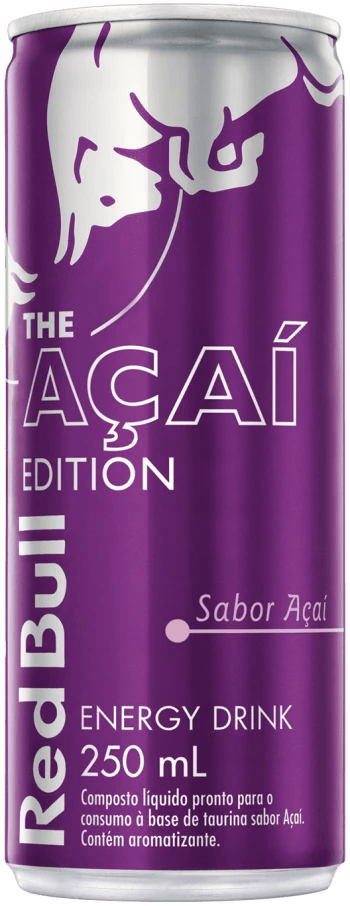 THE
AÇAÍ
EDITION
Red Bull
Sabor Açaí
ENERGY DRINK
250 mL
Composto líquido pronto para o
consumo à base de taurina sabor Açaí.
Contém aromatizante.